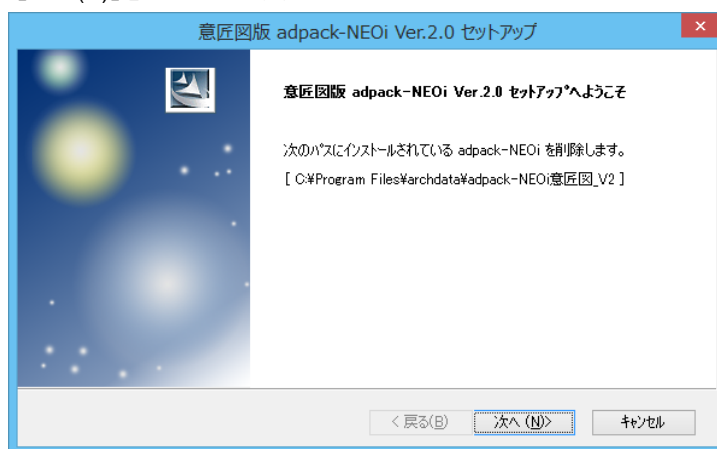 意匠図版 adpack-NEOi Ver.2.0 セットアップ
×
意匠図版 adpack-NEOi Ver.2.0 ｾｯﾄｱｯﾌﾟへようこそ
次のパスにインストールされている adpack-NEOi を削除します。
[ C:¥Program Files¥archdata¥adpack-NEOi意匠図_V2 ]
< 戻る(B)
次へ (N)>
ｷｬﾝｾﾙ